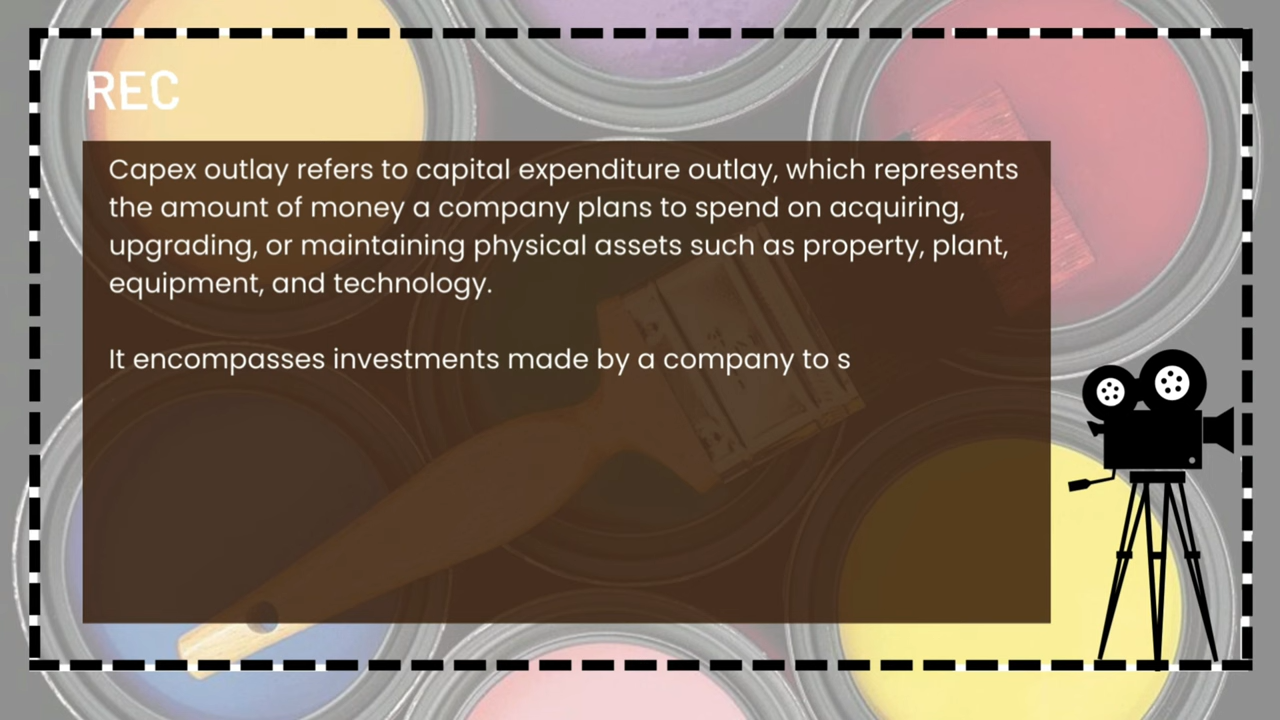 REC
Capex outlay refers to capital expenditure outlay, which represents
the amount of money a company plans to spend on acquiring,
upgrading, or maintaining physical assets such as property, plant,
equipment, and technology.
It encompasses investments made by a company to s